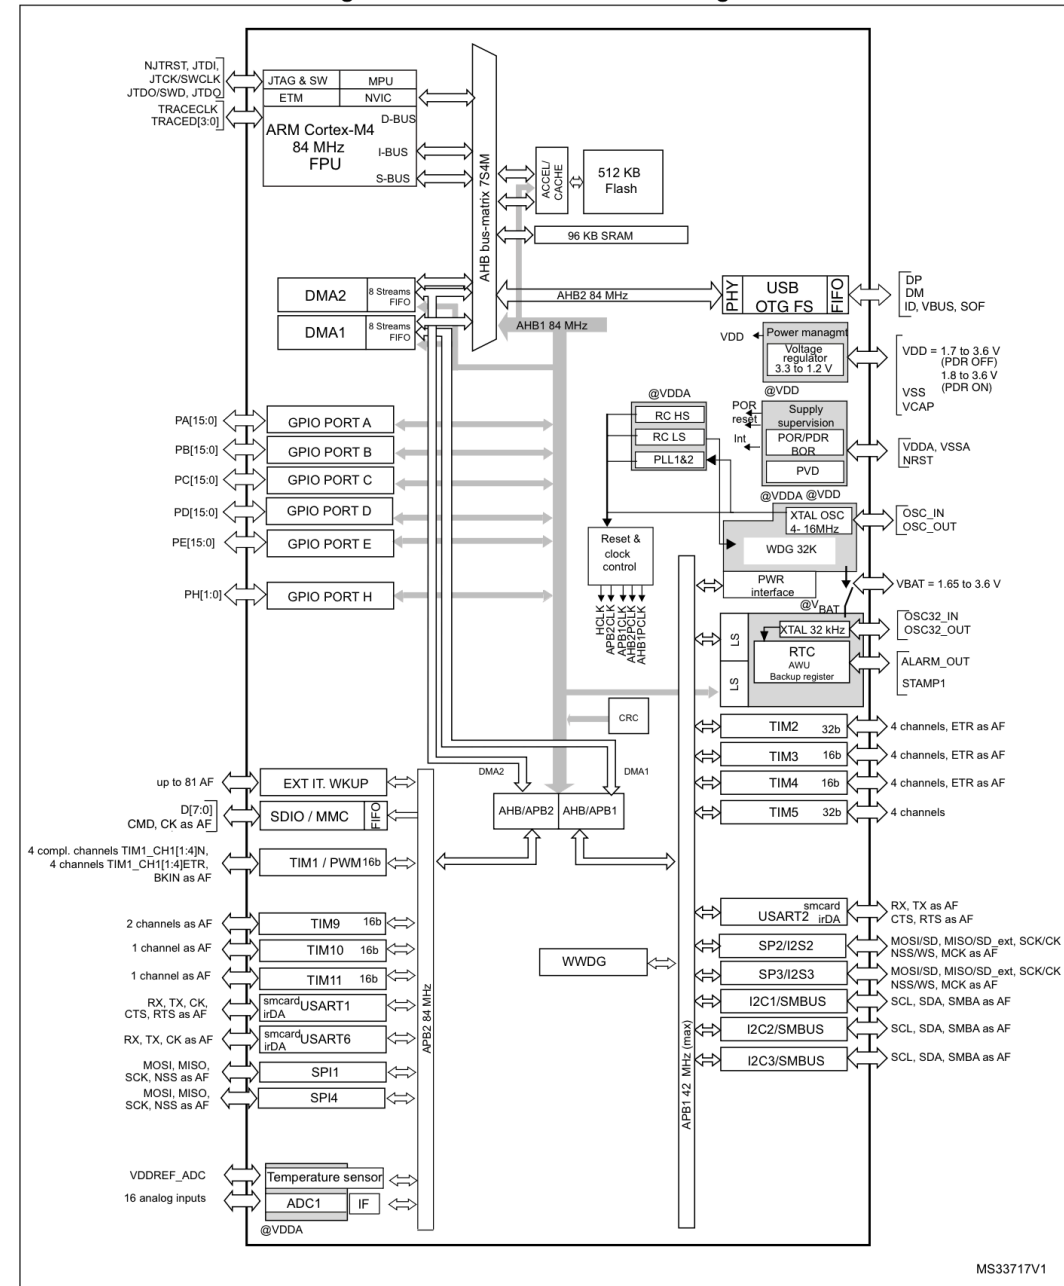 NJTRST, JTDI,
JTCK/SWCLK
JTDO/SWD, JTDO
TRACECLK
TRACED[3:0]
JTAG & SW
MPU
ETM
NVIC
D-BUS
ARM Cortex-M4
84 MHz
FPU
I-BUS
S-BUS
AHB bus-matrix 7S4M
ACCEL/
CACHE
512 KB
Flash
96 KB SRAM
DMA2
8 Streams
FIFO
DMA1
8 Streams
FIFO
AHB2 84 MHz
AHB1 84 MHz
PHY
USB
OTG FS
FIFO
DP
DM
ID, VBUS, SOF
VDD
Power managmt
Voltage
regulator
3.3 to 1.2 V
@VDD
VDD = 1.7 to 3.6 V
(PDR OFF)
1.8 to 3.6 V
(PDR ON)
VSS
VCAP
@VDDA
RC HS
RC LS
PLL1&2
POR
reset
Int
Supply
supervision
POR/PDR
BOR
PVD
@VDDA @VDD
VDDA, VSSA
NRST
PA[15:0]
GPIO PORT A
PB[15:0]
GPIO PORT B
PC[15:0]
GPIO PORT C
PD[15:0]
GPIO PORT D
PE[15:0]
GPIO PORT E
PH[1:0]
GPIO PORT H
XTAL OSC
4- 16MHz
OSC_IN
OSC_OUT
WDG 32K
Reset &
clock
control
HCLK
APB2CLK
APB1CLK
AHB2PCLK
AHB1PCLK
PWR
interface
VBAT = 1.65 to 3.6 V
@VBAT
OSC32_IN
OSC32_OUT
LS
XTAL 32 kHz
RTC
AWU
Backup register
LS
ALARM_OUT
STAMP1
CRC
TIM2 32b
4 channels, ETR as AF
TIM3 16b
4 channels, ETR as AF
TIM4 16b
4 channels, ETR as AF
TIM5 32b
4 channels
DMA2
DMA1
AHB/APB2
AHB/APB1
up to 81 AF
EXT IT. WKUP
D[7:0]
CMD, CK as AF
SDIO / MMC
FIFO
4 compl. channels TIM1_CH1[1:4]N,
4 channels TIM1_CH1[1:4]ETR,
BKIN as AF
TIM1 / PWM 16b
2 channels as AF
TIM9 16b
1 channel as AF
TIM10 16b
1 channel as AF
TIM11 16b
RX, TX, CK,
CTS, RTS as AF
smcard
irDA
USART1
RX, TX, CK as AF
smcard
irDA
USART6
MOSI, MISO,
SCK, NSS as AF
SPI1
MOSI, MISO,
SCK, NSS as AF
SPI4
APB2 84 MHz
WWDG
APB1 42 MHz (max)
smcard
irDA
USART2
RX, TX as AF
CTS, RTS as AF
SP2/I2S2
MOSI/SD, MISO/SD_ext, SCK/CK
NSS/WS, MCK as AF
SP3/I2S3
MOSI/SD, MISO/SD_ext, SCK/CK
NSS/WS, MCK as AF
I2C1/SMBUS
SCL, SDA, SMBA as AF
I2C2/SMBUS
SCL, SDA, SMBA as AF
I2C3/SMBUS
SCL, SDA, SMBA as AF
VDDREF_ADC
Temperature sensor
16 analog inputs
ADC1
IF
@VDDA
MS33717V1